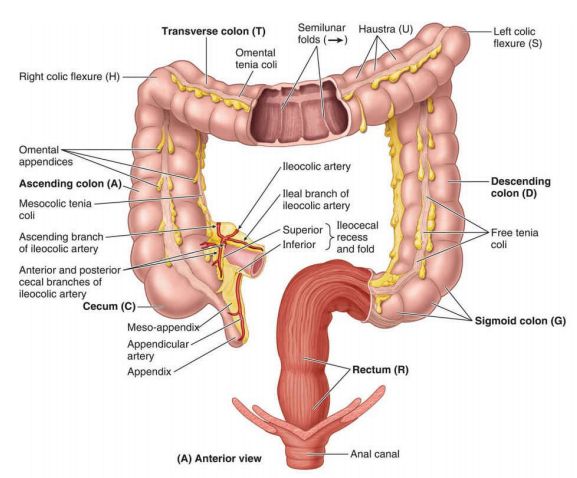 Transverse colon (T)
Semilunar
folds (→)
Haustra (U)
Left colic
flexure (S)
Omental
tenia coli
Right colic flexure (H)
Omental
appendices
Ascending colon (A)
Mesocolic tenia
coli
Ascending branch
of ileocolic artery
Anterior and posterior
cecal branches of
ileocolic artery
Cecum (C)
Meso-appendix
Appendicular
artery
Appendix
Ileocolic artery
Ileal branch of
ileocolic artery
Superior
Inferior
Ileocecal
recess
and fold
Descending
colon (D)
Free tenia
coli
Sigmoid colon (G)
Rectum (R)
Anal canal
(A) Anterior view